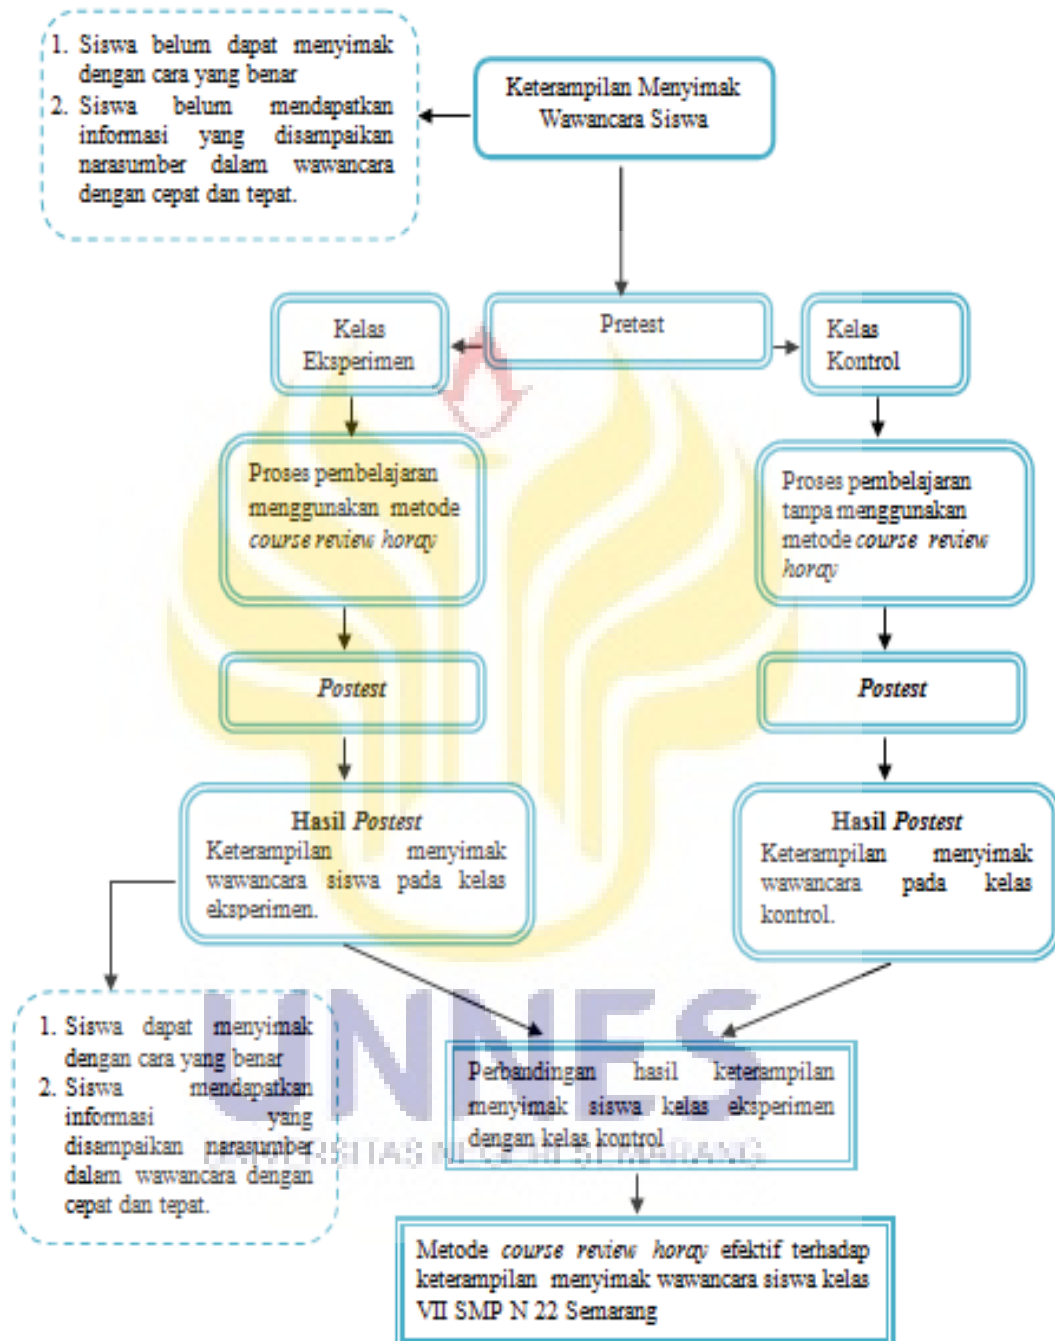 1. Siswa belum dapat menyimak
dengan cara yang benar
2. Siswa belum mendapatkan
informasi yang disampaikan
narasumber dalam wawancara
dengan cepat dan tepat.
Keterampilan Menyimak
Wawancara Siswa
Kelas
Eksperimen
Pretest
Kelas
Kontrol
Proses pembelajaran
menggunakan metode
course review horay
Proses pembelajaran
tanpa menggunakan
metode course review
horay
Postest
Postest
Hasil Postest
Keterampilan menyimak
wawancara siswa pada kelas
eksperimen.
Hasil Postest
Keterampilan menyimak
wawancara pada kelas
kontrol.
1. Siswa dapat menyimak
dengan cara yang benar
2. Siswa mendapatkan
informasi yang
disampaikan narasumber
dalam wawancara dengan
cepat dan tepat.
UNNES
UNIVERSITAS NEGERI SEMARANG
Perbandingan hasil keterampilan
menyimak siswa kelas eksperimen
dengan kelas kontrol
Metode course review horay efektif terhadap
keterampilan menyimak wawancara siswa kelas
VII SMP N 22 Semarang